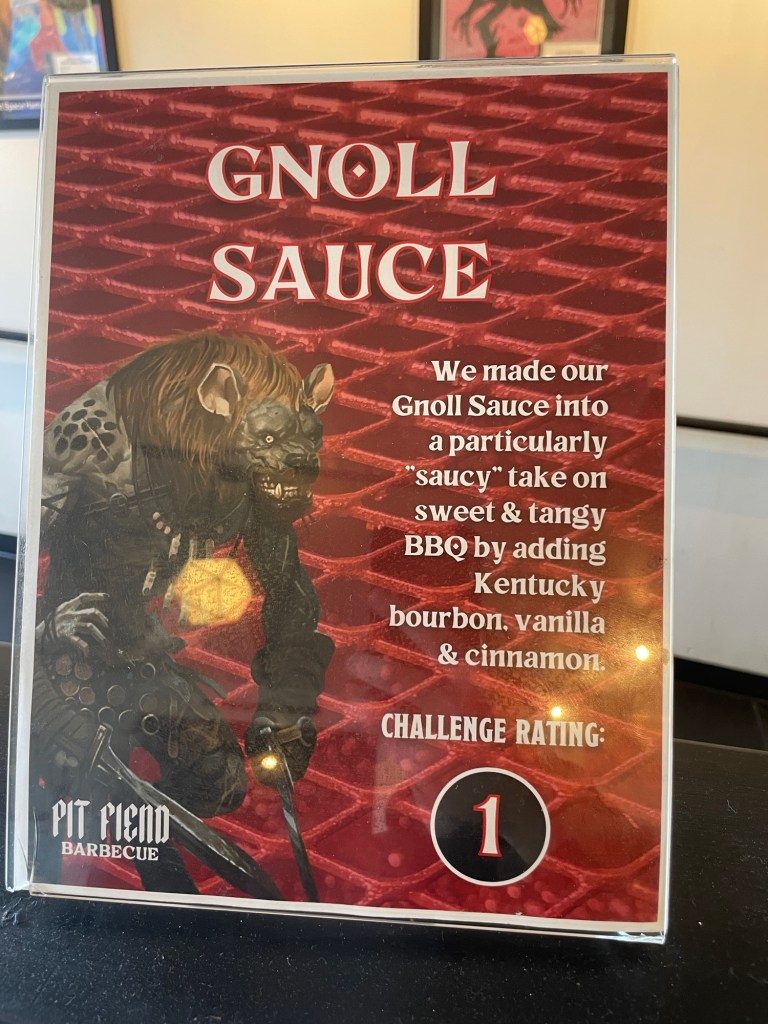 GNOLL
SAUCE
We made our
Gnoll Sauce into
a particularly
"saucy" take on
sweet & tangy
BBQ by adding
Kentucky
bourbon, vanilla
& cinnamon.
CHALLENGE RATING:
1
PIT FIEND
BARBECUE